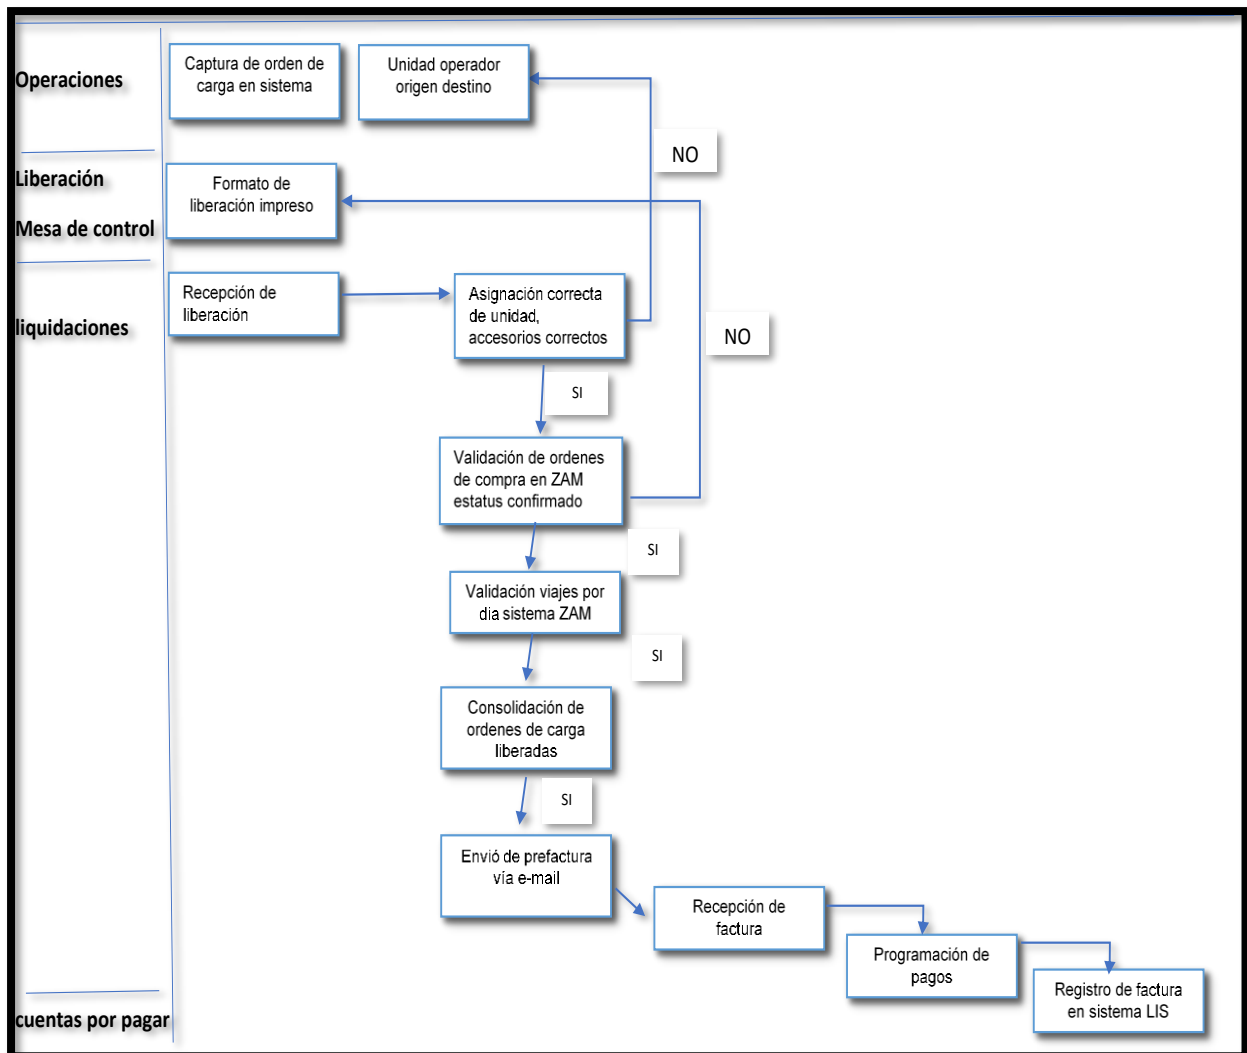 Operaciones
Captura de orden de
carga en sistema
Unidad operador
origen destino
NO
Liberación
Mesa de control
Formato de
liberación impreso
liquidaciones
Recepción de
liberación
Asignación correcta
de unidad,
accesorios correctos
NO
SI
Validación de ordenes
de compra en ZAM
estatus confirmado
SI
Validación viajes por
dia sistema ZAM
SI
Consolidación de
ordenes de carga
liberadas
SI
Envió de prefactura
vía e-mail
Recepción de
factura
Programación de
pagos
Registro de factura
en sistema LIS
cuentas por pagar